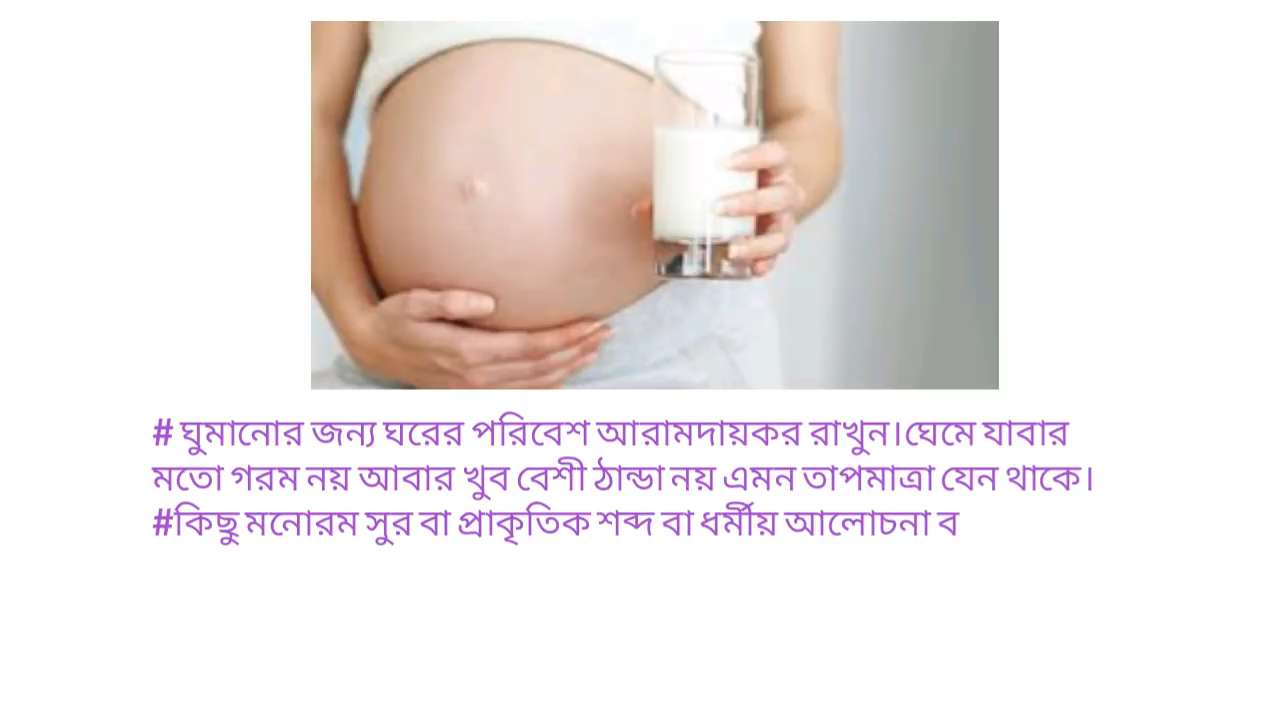 # ঘুমানোর জন্য ঘরের পরিবেশ আরামদায়কর রাখুন।ঘেমে যাবার
মতো গরম নয় আবার খুব বেশী ঠান্ডা নয় এমন তাপমাত্রা যেন থাকে।
#কিছু মনোরম সুর বা প্রাকৃতিক শব্দ বা ধর্মীয় আলোচনা ব